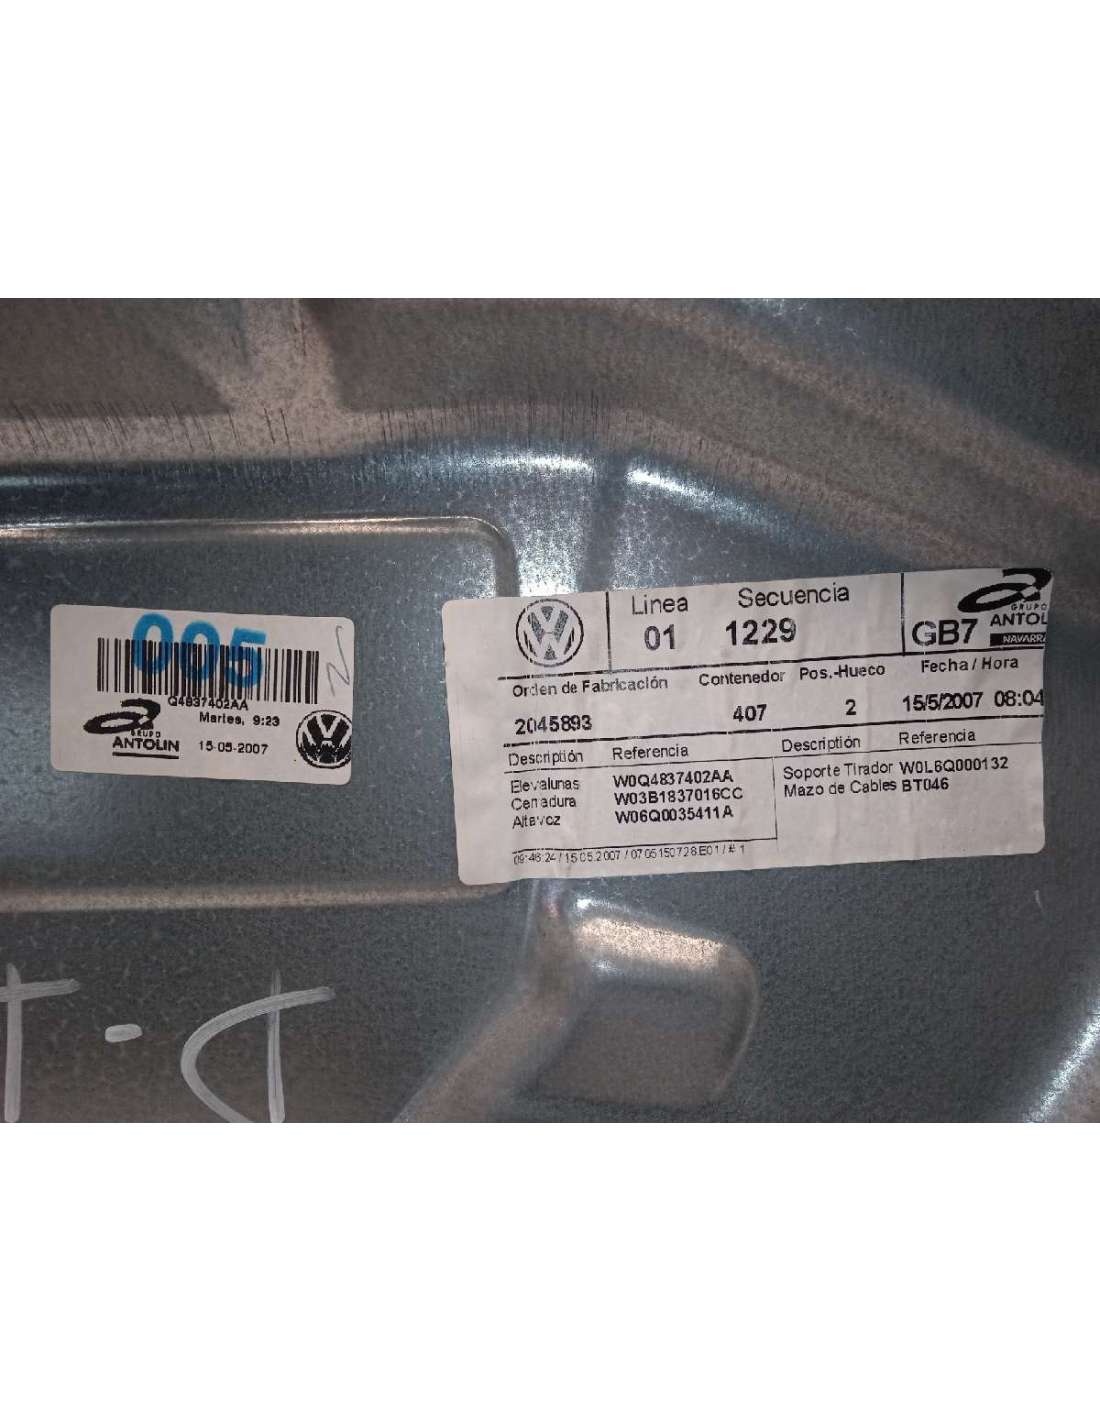 005
Q4837402AA
Martes, 9:23
GRUPO
ANTOLIN
15-05-2007
Linea
01
Secuencia
1229
GB7
GRUPO
ANTOL
NAVARRA
Orden de Fabricación
2045893
Contenedor
407
Pos.-Hueco
2
Fecha / Hora
15/5/2007 08:04
Descripción Referencia
Elevalunas W0Q4837402AA
Cerradura W03B1837016CC
Altavoz W06Q0035411A
Descripción Referencia
Soporte Tirador W0L6Q000132
Mazo de Cables BT046
09:46:24 / 15.05.2007 / 0705150728E01 / # 1
D - 1